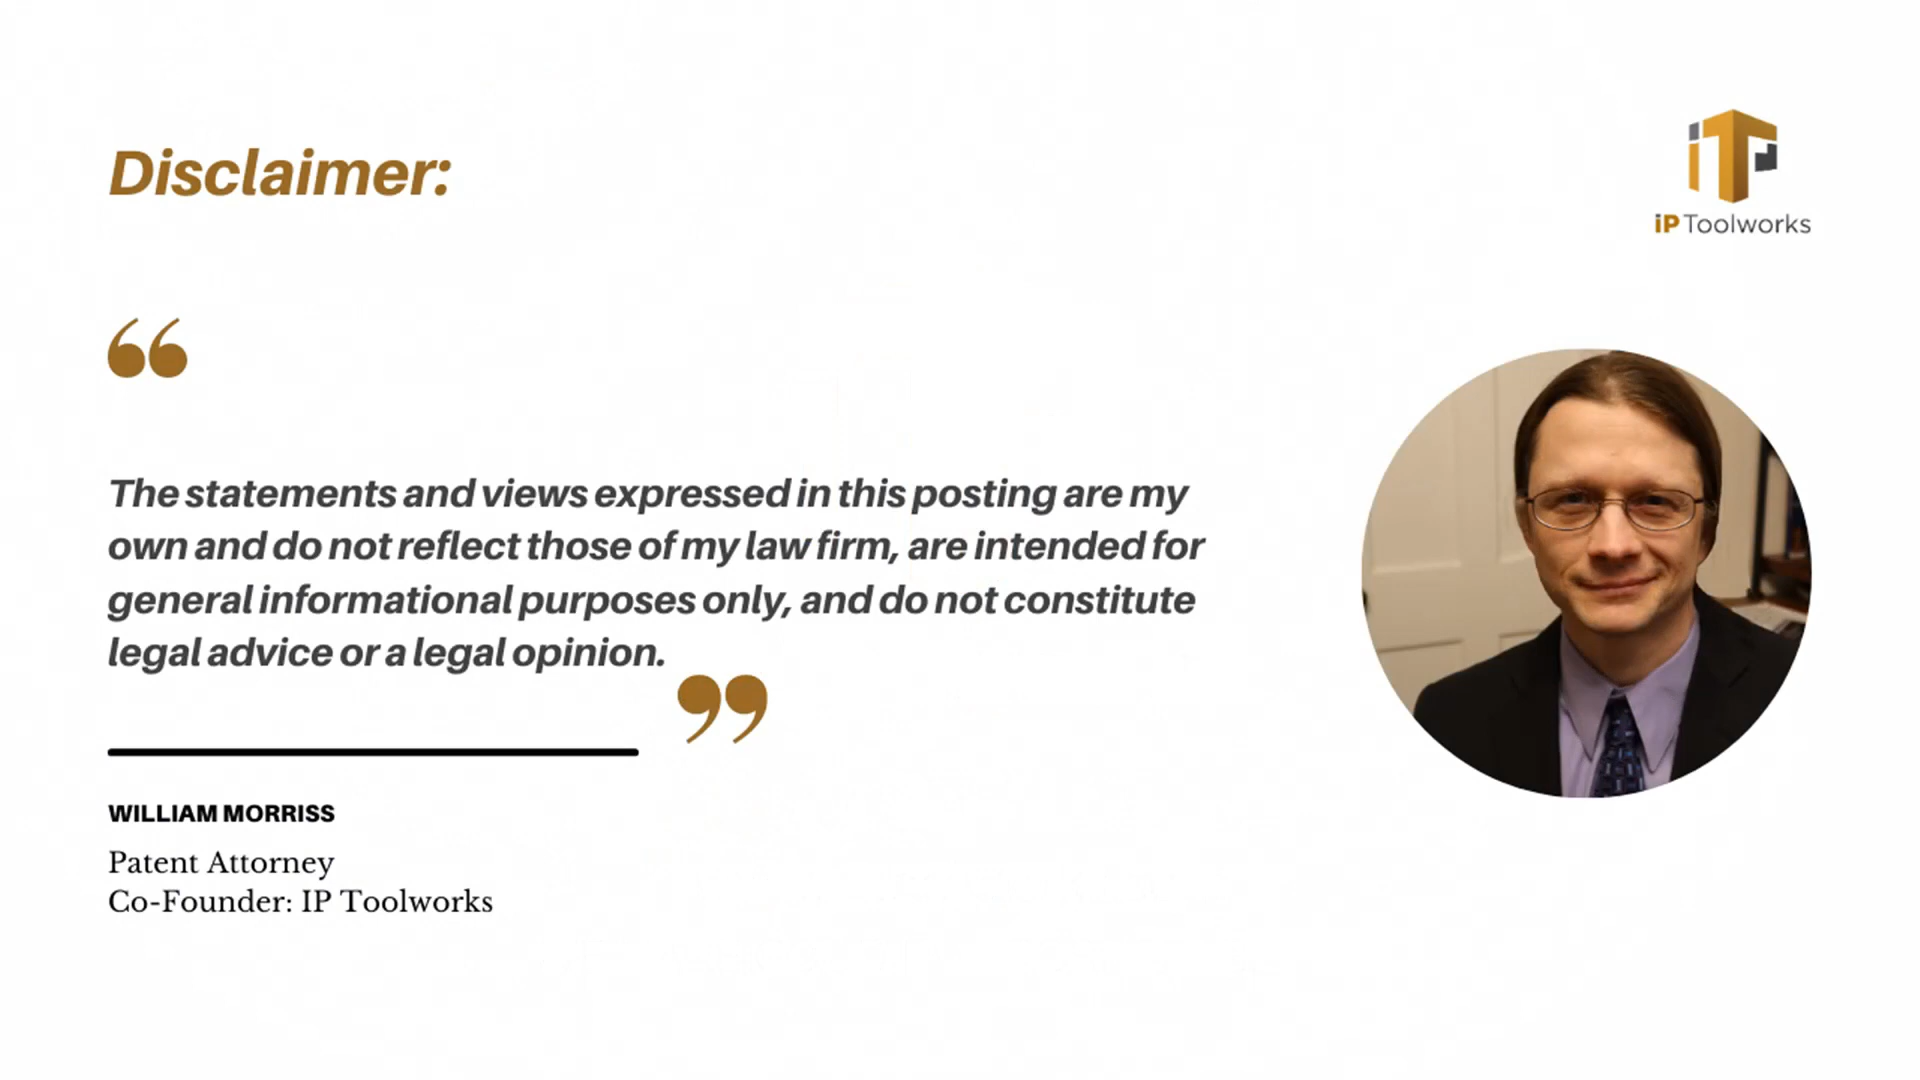 Disclaimer:
iP Toolworks
“
The statements and views expressed in this posting are my
own and do not reflect those of my law firm, are intended for
general informational purposes only, and do not constitute
legal advice or a legal opinion.
”
WILLIAM MORRISS
Patent Attorney
Co-Founder: IP Toolworks